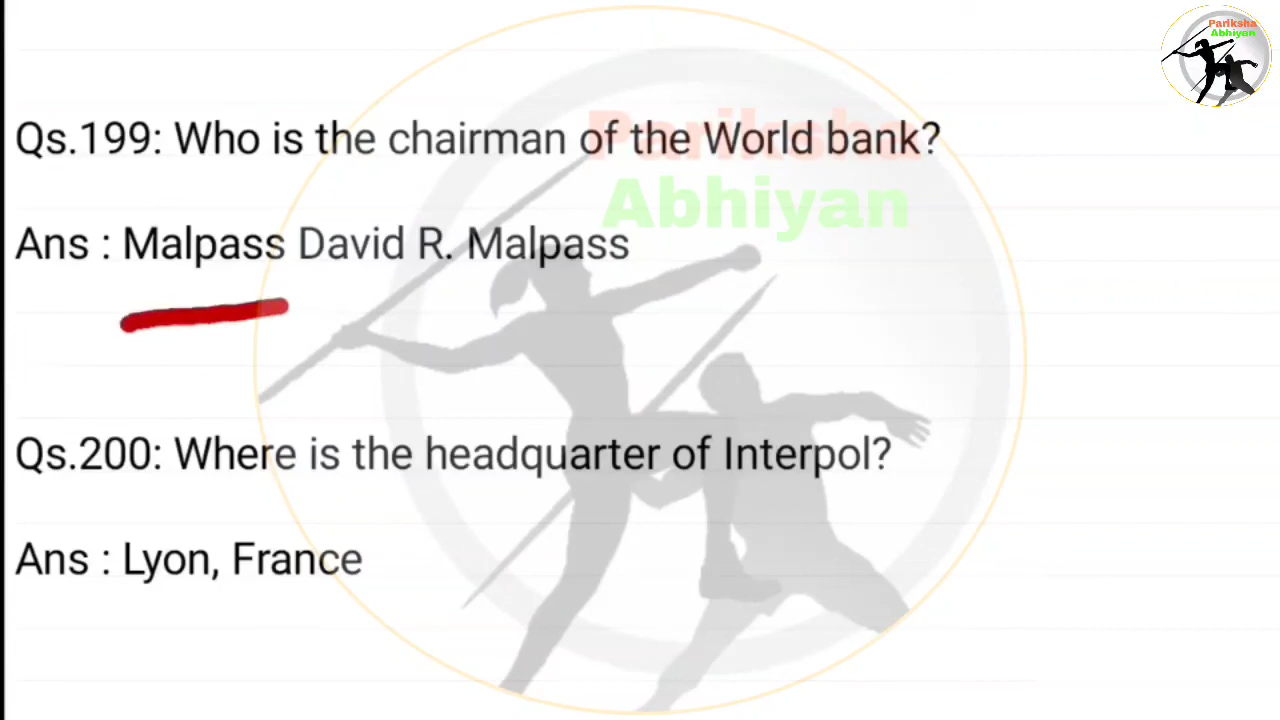 Pariksha
Abhiyan
Qs.199: Who is the chairman of the World bank?
Pariksha
Abhiyan
Ans : Malpass David R. Malpass
Qs.200: Where is the headquarter of Interpol?
Ans : Lyon, France